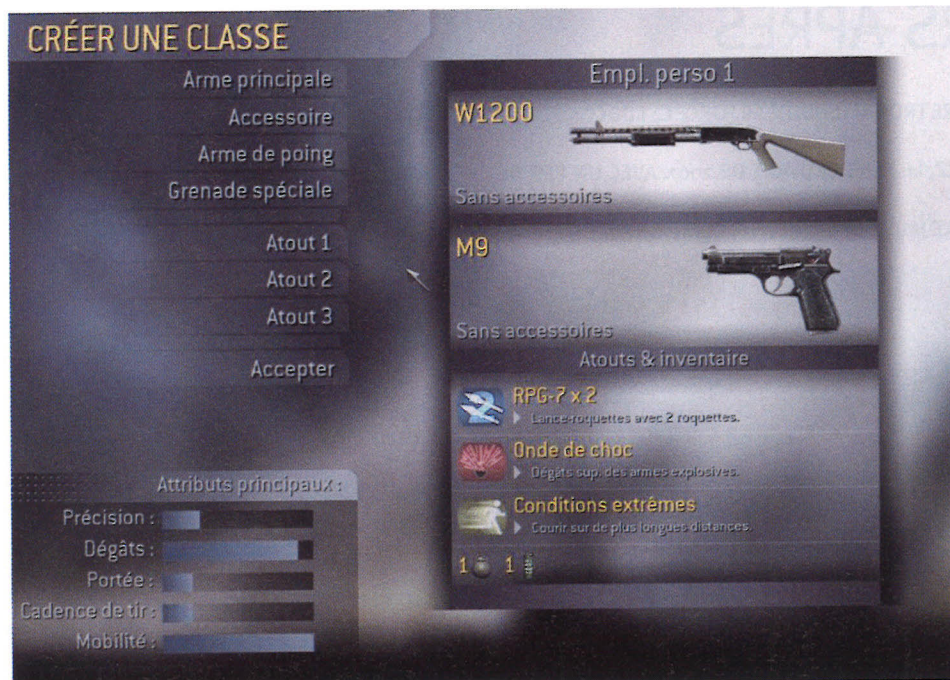 CRÉER UNE CLASSE
Arme principale
Accessoire
Arme de poing
Grenade spéciale
Atout 1
Atout 2
Atout 3
Accepter
Attributs principaux :
Précision :
Dégâts :
Portée :
Cadence de tir :
Mobilité :
Empl. perso 1
W1200
Sans accessoires
M9
Sans accessoires
Atouts & inventaire
RPG-7 x 2
Lance-roquettes avec 2 roquettes.
Onde de choc
Dégâts sup. des armes explosives.
Conditions extrêmes
Courir sur de plus longues distances.
1 1